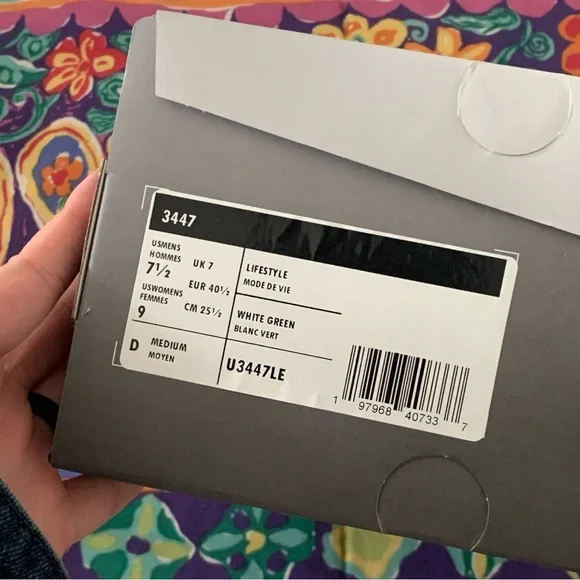 3447
USMENS
HOMMES
7½
UK 7
EUR 40½
USWOMENS
FEMMES
9
CM 25½
D MEDIUM
MOYEN
LIFESTYLE
MODE DE VIE
WHITE GREEN
BLANC VERT
U3447LE
1 97968 40733 7